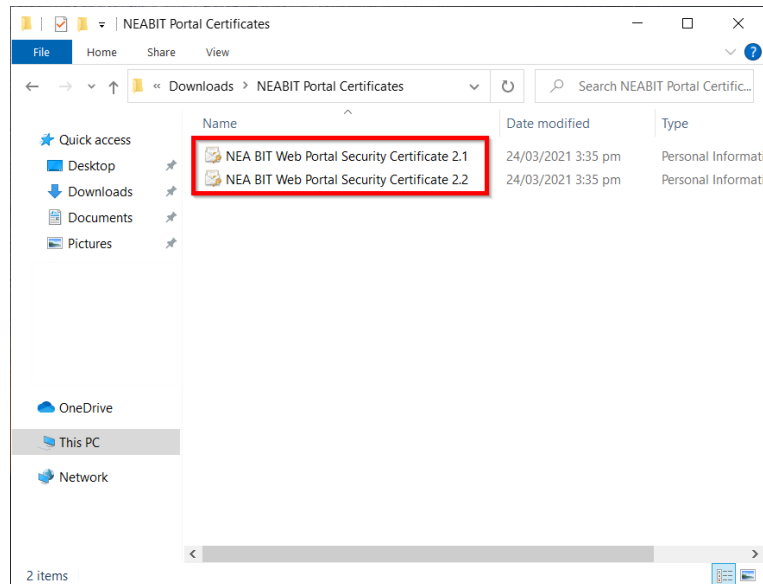 NEABIT Portal Certificates
File Home Share View
« Downloads > NEABIT Portal Certificates Search NEABIT Portal Certific...
Name Date modified Type
Quick access
Desktop
Downloads
Documents
Pictures
NEA BIT Web Portal Security Certificate 2.1 24/03/2021 3:35 pm Personal Informati
NEA BIT Web Portal Security Certificate 2.2 24/03/2021 3:35 pm Personal Informati
OneDrive
This PC
Network
2 items